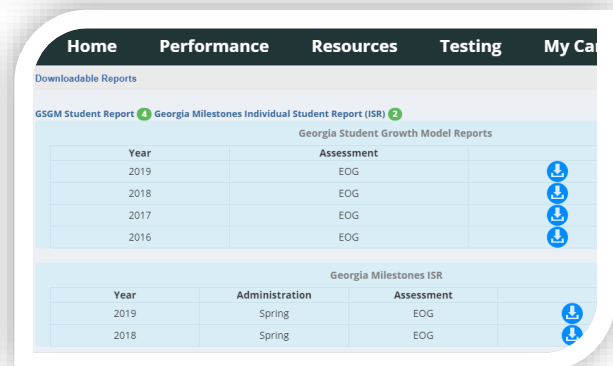 Home Performance Resources Testing My
Downloadable Reports
GSGM Student Report 4 Georgia Milestones Individual Student Report (ISR) 2
Georgia Student Growth Model Reports
Year Assessment
2019 EOG
2018 EOG
2017 EOG
2016 EOG
Georgia Milestones ISR
Year Administration Assessment
2019 Spring EOG
2018 Spring EOG